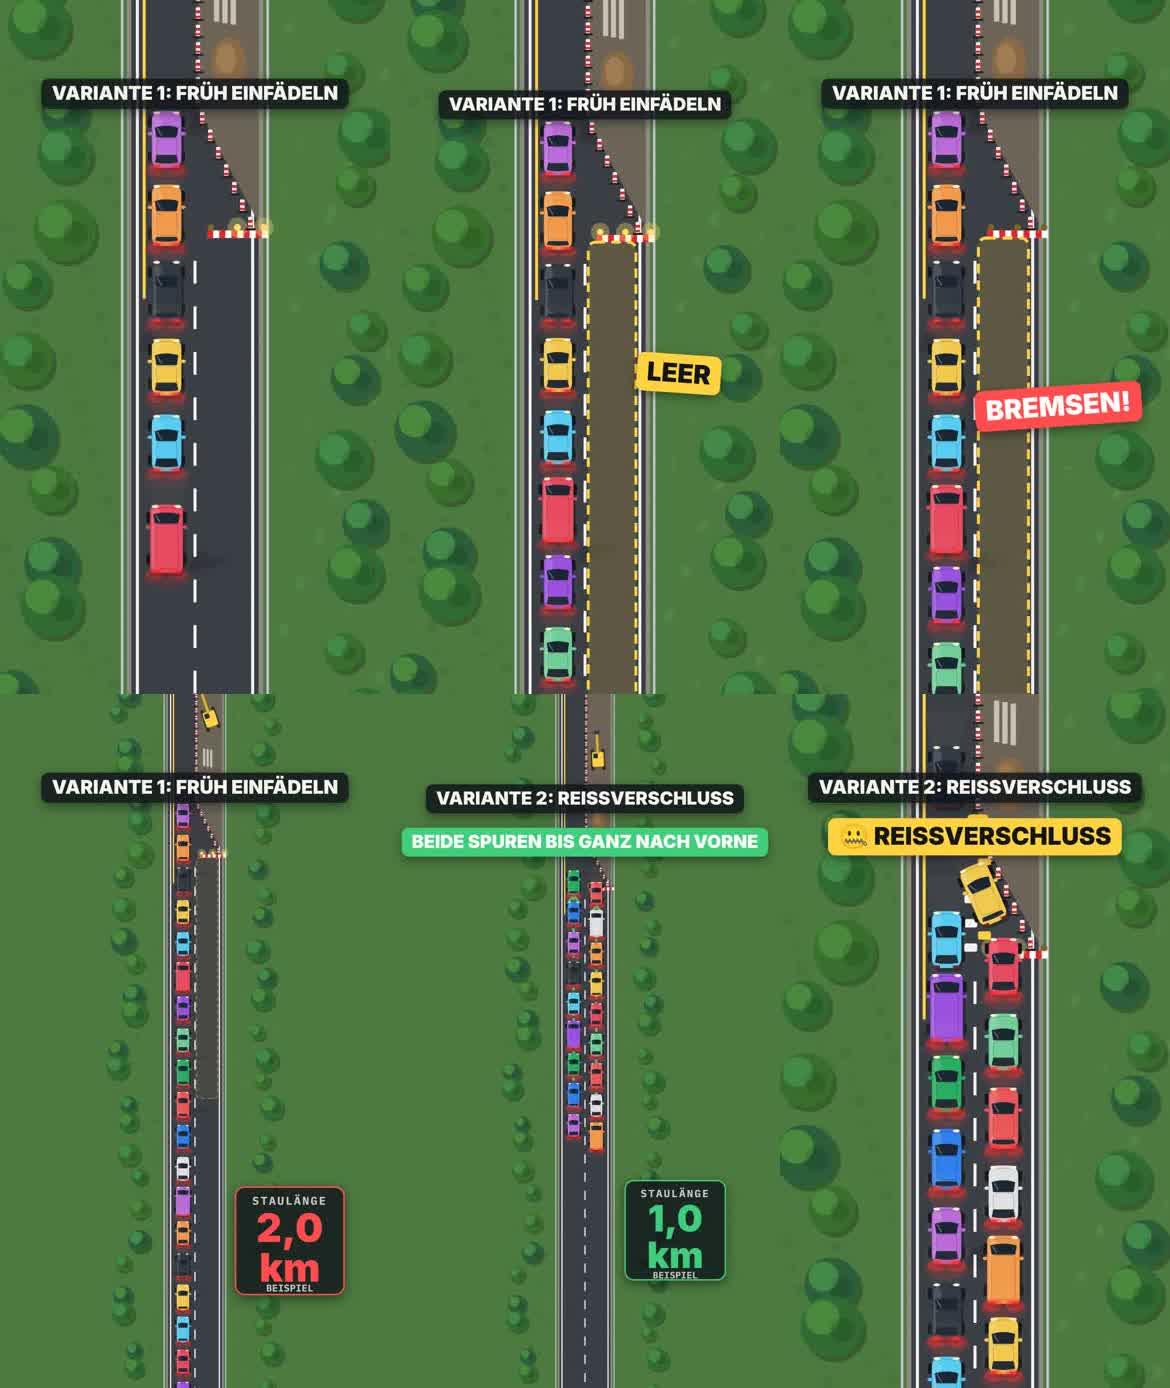 VARIANTE 1: FRÜH EINFÄDELN
VARIANTE 1: FRÜH EINFÄDELN
LEER
VARIANTE 1: FRÜH EINFÄDELN
BREMSEN!
VARIANTE 1: FRÜH EINFÄDELN
STAULÄNGE
2,0
km
BEISPIEL
VARIANTE 2: REISSVERSCHLUSS
BEIDE SPUREN BIS GANZ NACH VORNE
STAULÄNGE
1,0
km
BEISPIEL
VARIANTE 2: REISSVERSCHLUSS
🤐 REISSVERSCHLUSS